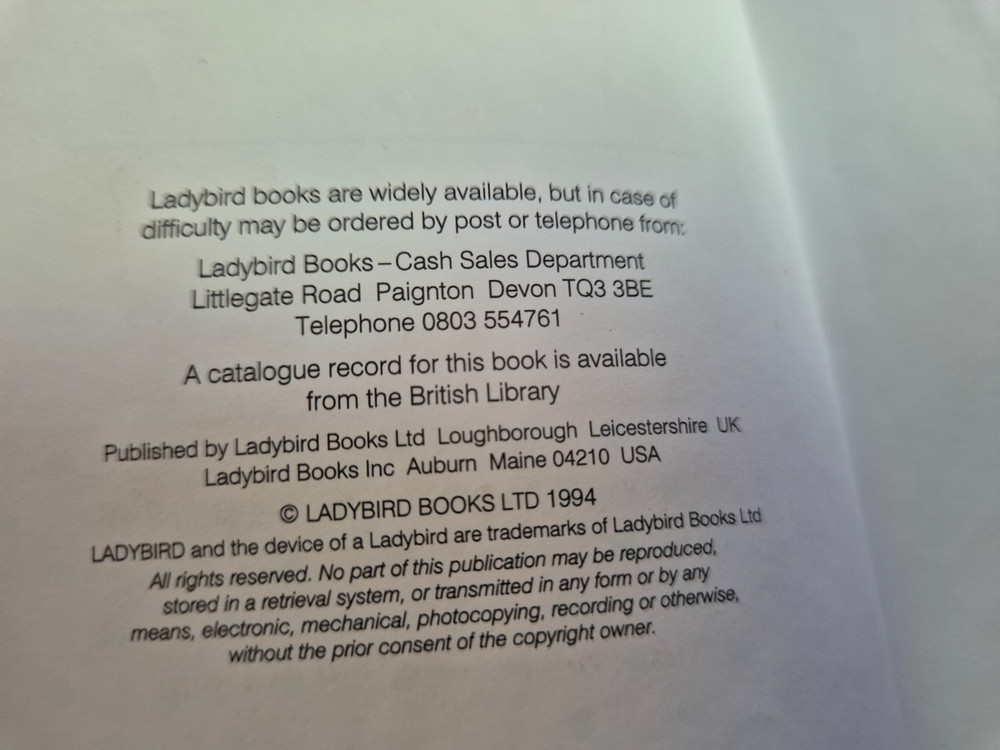 Ladybird books are widely available, but in case of
difficulty may be ordered by post or telephone from:
Ladybird Books – Cash Sales Department
Littlegate Road Paignton Devon TQ3 3BE
Telephone 0803 554761
A catalogue record for this book is available
from the British Library
Published by Ladybird Books Ltd Loughborough Leicestershire UK
Ladybird Books Inc Auburn Maine 04210 USA
© LADYBIRD BOOKS LTD 1994
LADYBIRD and the device of a Ladybird are trademarks of Ladybird Books Ltd
All rights reserved. No part of this publication may be reproduced,
stored in a retrieval system, or transmitted in any form or by any
means, electronic, mechanical, photocopying, recording or otherwise,
without the prior consent of the copyright owner.